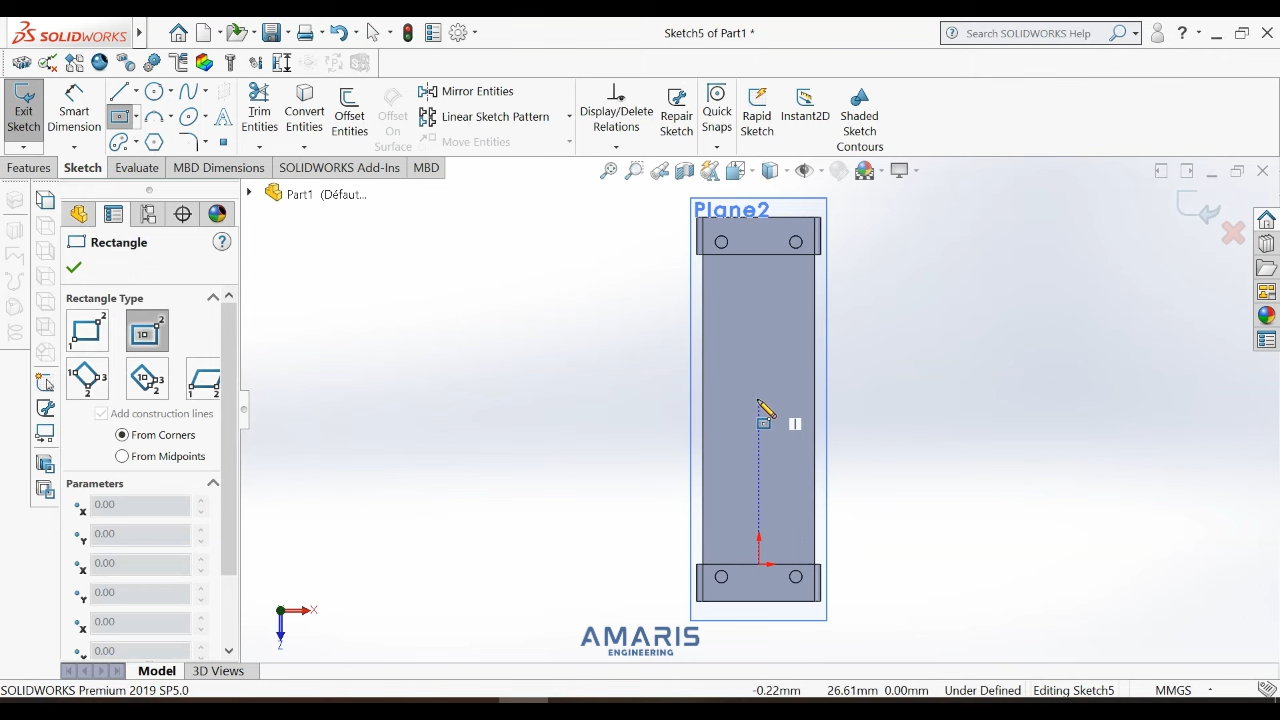 SOLIDWORKS
Sketch5 of Part1 *
Search SOLIDWORKS Help
?
Exit Sketch
Smart Dimension
Trim Entities
Convert Entities
Offset Entities
Offset On Surface
Mirror Entities
Linear Sketch Pattern
Move Entities
Display/Delete Relations
Repair Sketch
Quick Snaps
Rapid Sketch
Instant2D
Shaded Sketch Contours
Features
Sketch
Evaluate
MBD Dimensions
SOLIDWORKS Add-Ins
MBD
Part1 (Défaut...
Plane2
Rectangle
?
Rectangle Type
Add construction lines
From Corners
From Midpoints
Parameters
X 0.00
Y 0.00
X 0.00
Y 0.00
X 0.00
X
Z
AMARIS
ENGINEERING
Model
3D Views
SOLIDWORKS Premium 2019 SP5.0
-0.22mm
26.61mm 0.00mm
Under Defined
Editing Sketch5
MMGS